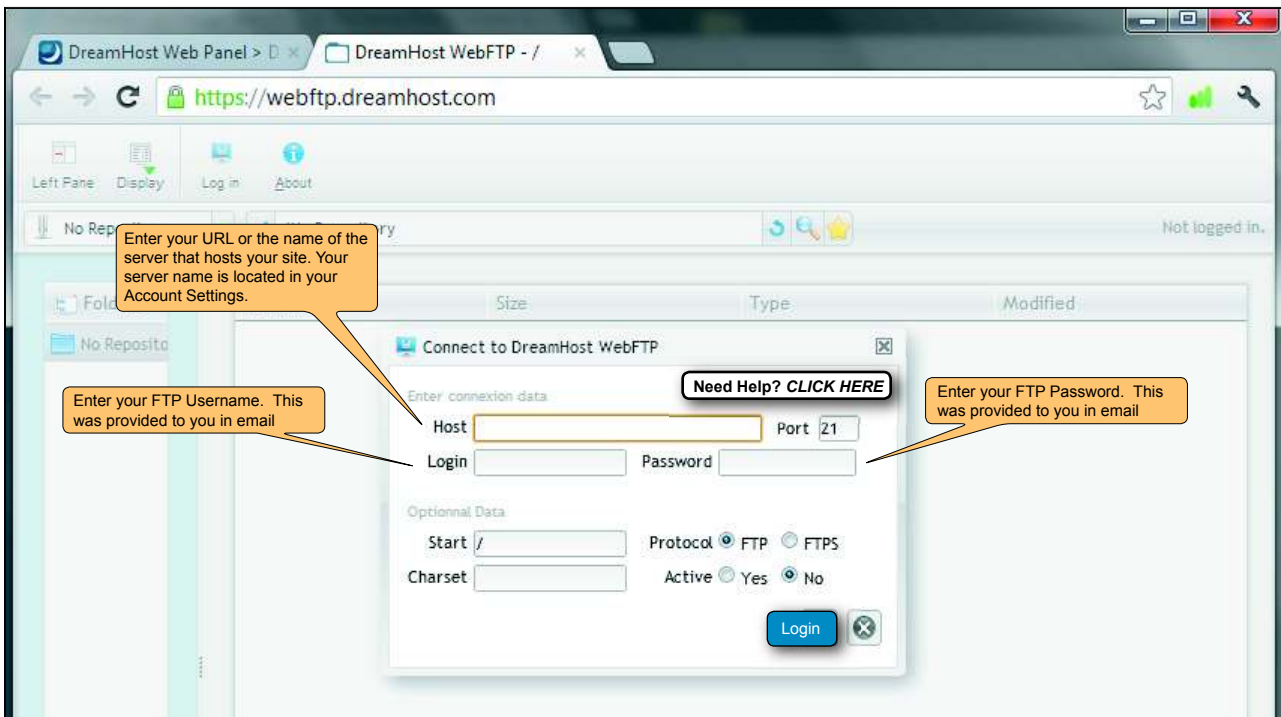 DreamHost Web Panel > D
DreamHost WebFTP - /
https://webftp.dreamhost.com
Left Pane
Display
Log in
About
No Rep
ry
Not logged in.
Enter your URL or the name of the
server that hosts your site. Your
server name is located in your
Account Settings.
Fold
Size
Type
Modified
No Reposito
Connect to DreamHost WebFTP
Need Help? CLICK HERE
Enter connexion data
Enter your FTP Username. This
was provided to you in email
Enter your FTP Password. This
was provided to you in email
Host
Port 21
Login
Password
Optionnal Data
Start /
Protocol FTP FTPS
Charset
Active Yes No
Login